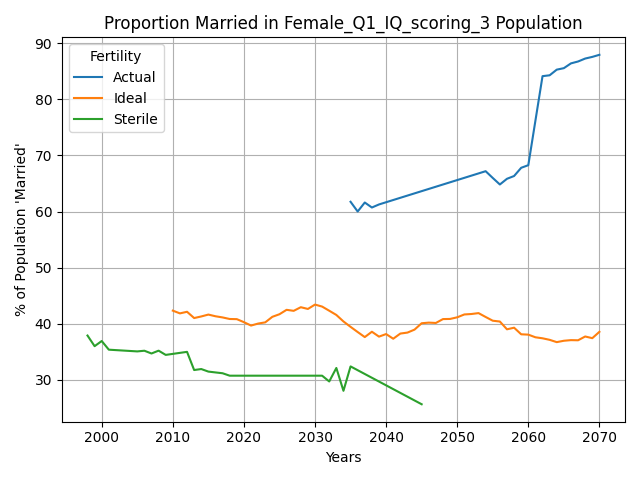 Proportion Married in Female_Q1_IQ_scoring_3 Population
Fertility
Actual
Ideal
Sterile
% of Population 'Married'
90
80
70
60
50
40
30
2000
2010
2020
2030
2040
2050
2060
2070
Years